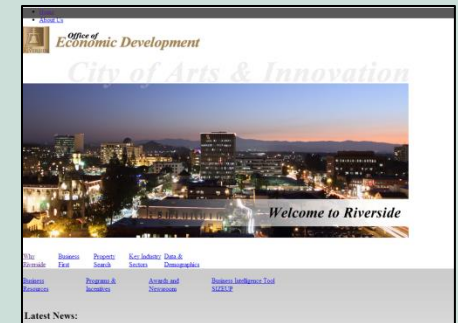 Home
About Us
Office of
Economic Development
City of Arts & Innovation
Welcome to Riverside
Why Riverside
Business First
Property Search
Key Industry Sectors
Data & Demographics
Business Resources
Programs & Incentives
Awards and Newsroom
Business Intelligence Tool SIZEUP
Latest News: